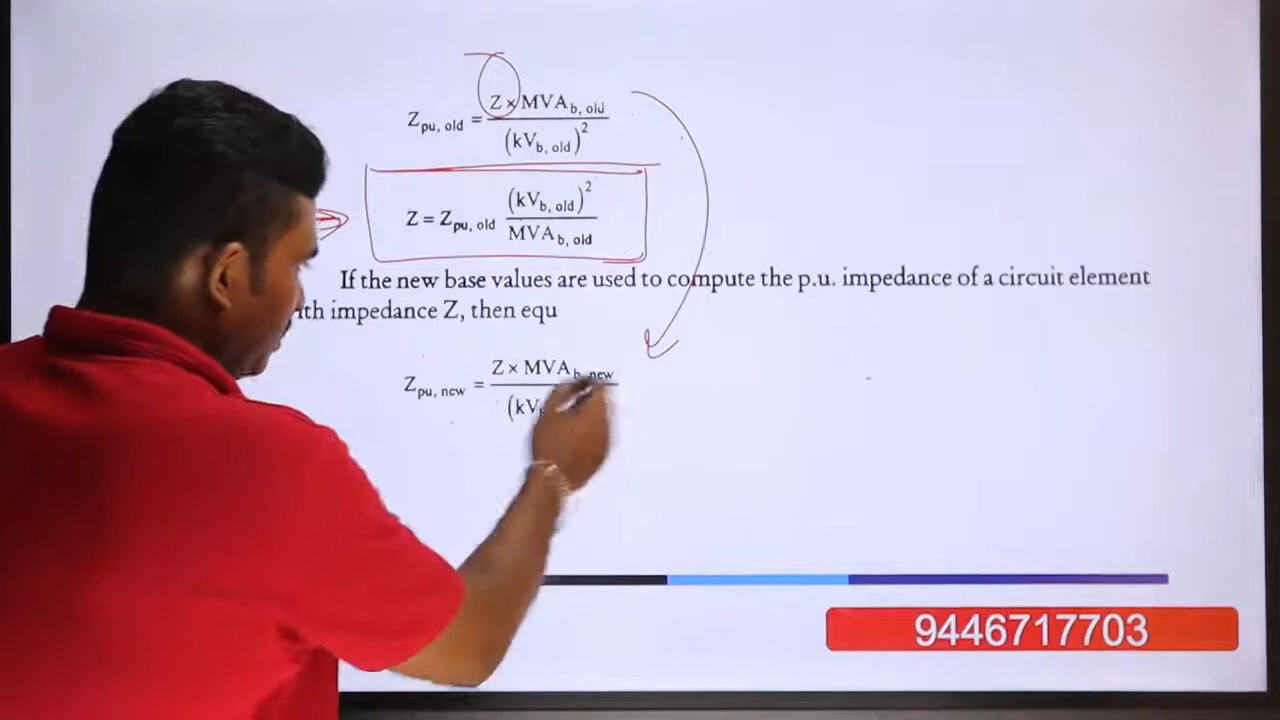 Z_pu, old = Z × MVA_b, old / (kV_b, old)^2
Z = Z_pu, old (kV_b, old)^2 / MVA_b, old
If the new base values are used to compute the p.u. impedance of a circuit element
ith impedance Z, then equ
Z_pu, new = Z × MVA_b, new / (kV
9446717703